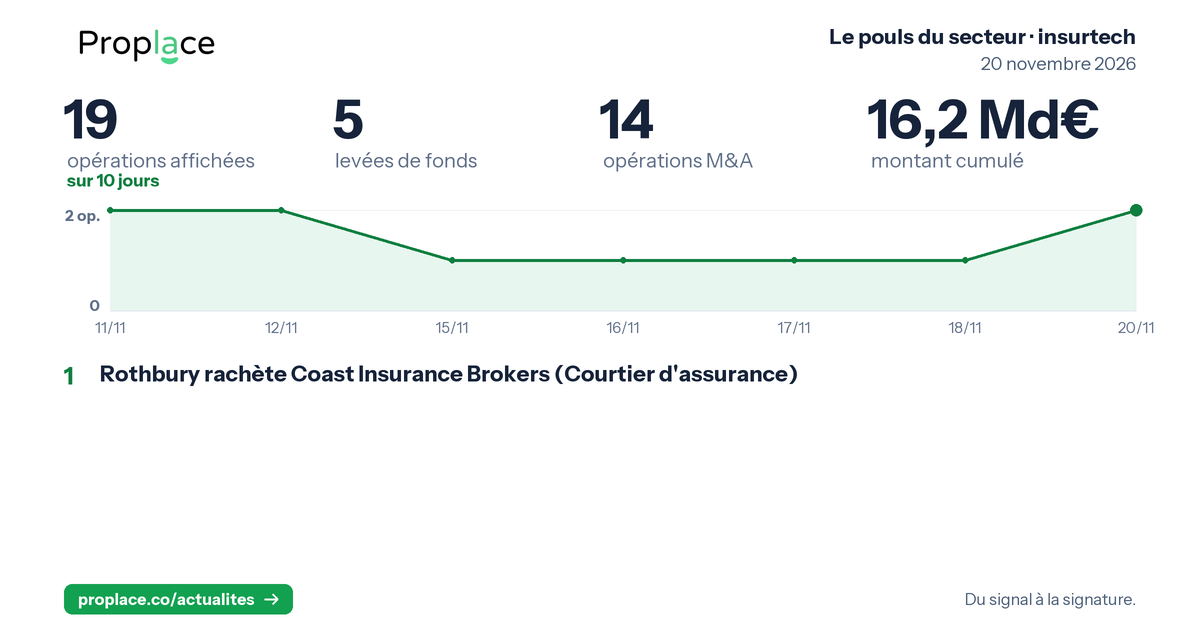 Proplace
Le pouls du secteur · insurtech
20 novembre 2026
19
opérations affichées
sur 10 jours
5
levées de fonds
14
opérations M&A
16,2 Md€
montant cumulé
2 op.
0
11/11
12/11
15/11
16/11
17/11
18/11
20/11
1 Rothbury rachète Coast Insurance Brokers (Courtier d'assurance)
proplace.co/actualites →
Du signal à la signature.